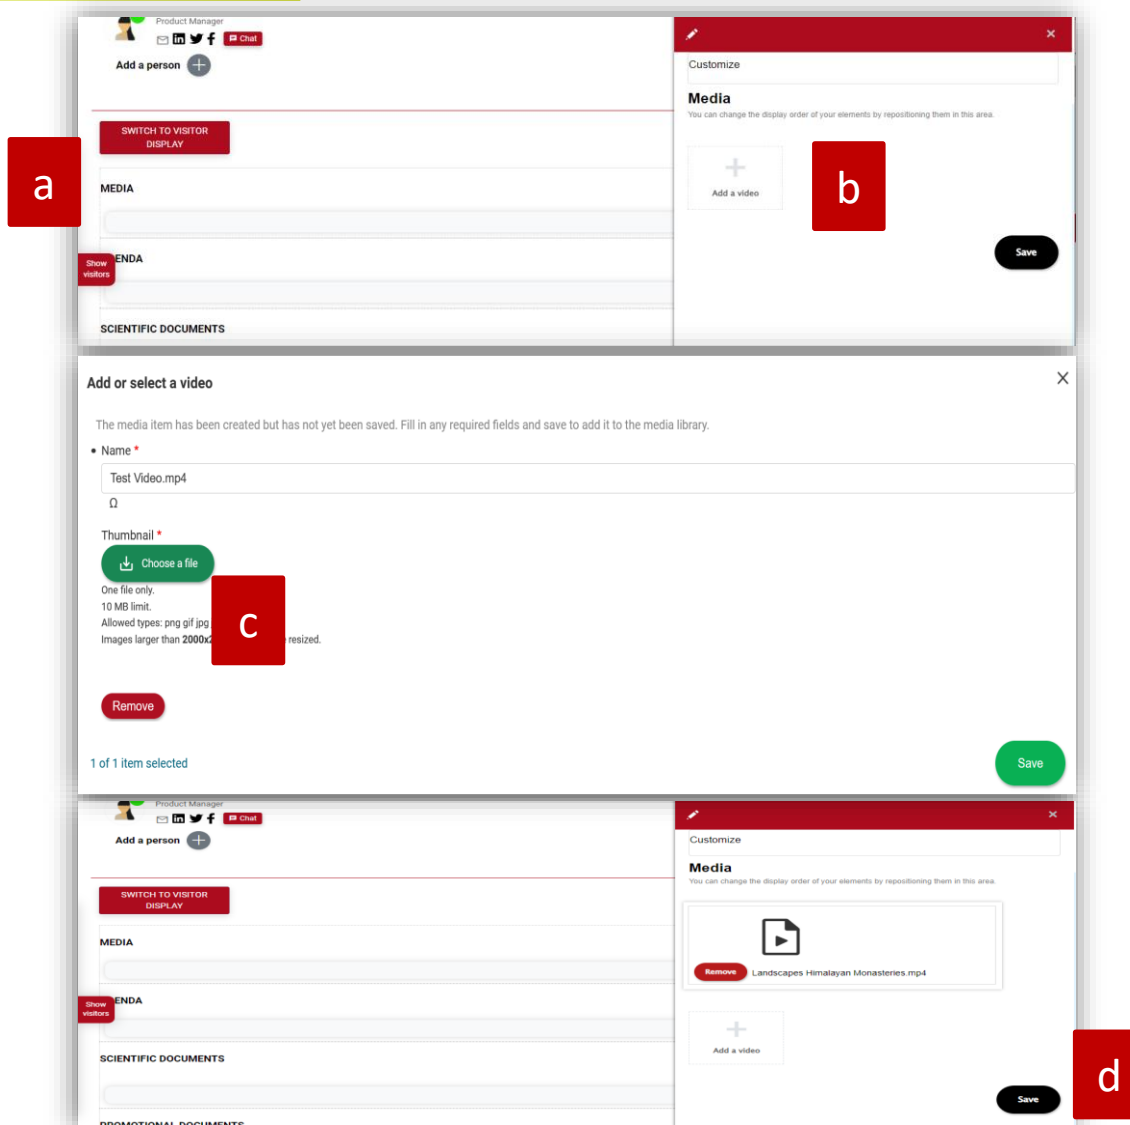 Product Manager
Chat
Add a person
SWITCH TO VISITOR
DISPLAY
a
MEDIA
Show
visitors
ENDA
SCIENTIFIC DOCUMENTS
×
Customize
Media
You can change the display order of your elements by repositioning them in this area.
Add a video
b
Save
Add or select a video
The media item has been created but has not yet been saved. Fill in any required fields and save to add it to the media library.
• Name *
Test Video.mp4
Ω
Thumbnail *
Choose a file
One file only.
10 MB limit.
Allowed types: png gif jpg
Images larger than 2000x2 resized.
c
Remove
1 of 1 item selected
Save
Product Manager
Chat
Add a person
SWITCH TO VISITOR
DISPLAY
MEDIA
Show
visitors
ENDA
SCIENTIFIC DOCUMENTS
PROMOTIONAL DOCUMENTS
×
Customize
Media
You can change the display order of your elements by repositioning them in this area.
Remove
Landscapes Himalayan Monasteries.mp4
Add a video
Save
d